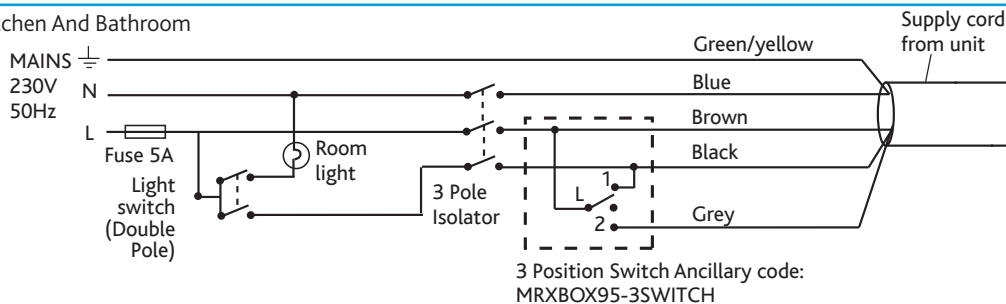 chen And Bathroom
Supply cord
from unit
MAINS
230V
50Hz
N
L
Fuse 5A
Light
switch
(Double
Pole)
Room
light
3 Pole
Isolator
Green/yellow
Blue
Brown
Black
Grey
L
1
2
3 Position Switch Ancillary code:
MRXBOX95-3SWITCH